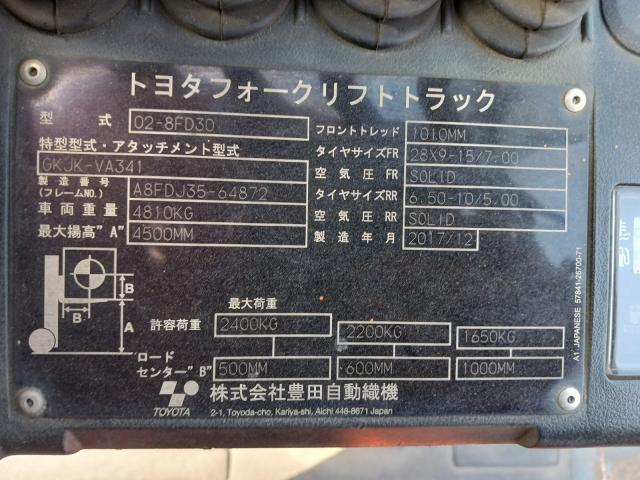 トヨタフォークリフトトラック
型 式 02-8FD30
特型型式・アタッチメント型式
GKJK-VA341
製造番号 (フレームNO.) A8FDJ35-64872
車両重量 4810KG
最大揚高"A" 4500MM
フロントトレッド 1010MM
タイヤサイズFR 28X9-15/7.00
空気圧FR SOLID
タイヤサイズRR 6.50-10/5.00
空気圧RR SOLID
製造年月 2017/12
B
B
A
最大荷重
許容荷重 2400KG 2200KG 1650KG
ロード
センター"B" 500MM 600MM 1000MM
TOYOTA
株式会社豊田自動織機
2-1, Toyoda-cho, Kariya-shi, Aichi 448-8671 Japan
A1 JAPANESE 57841-26700-71